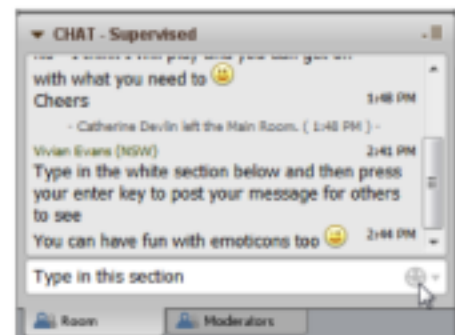 CHAT - Supervised
with what you need to
Cheers 1:48 PM
- Catherine Devlin left the Main Room. ( 1:48 PM ) -
Vivian Evans (NSW) 2:41 PM
Type in the white section below and then press
your enter key to post your message for others
to see
You can have fun with emoticons too 2:44 PM
Type in this section
Room Moderators